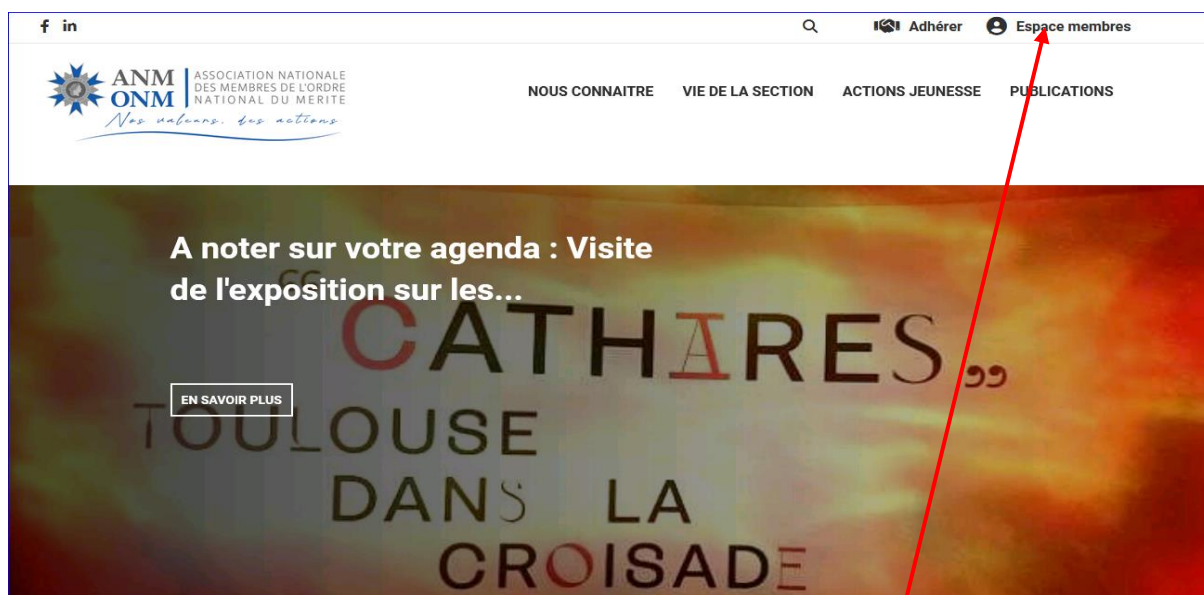 f in
Adhérer Espace membres
ANM
ONM
ASSOCIATION NATIONALE
DES MEMBRES DE L'ORDRE
NATIONAL DU MERITE
Nos valeurs, des actions
NOUS CONNAITRE VIE DE LA SECTION ACTIONS JEUNESSE PUBLICATIONS
A noter sur votre agenda : Visite
de l'exposition sur les...
“CATHARES„
EN SAVOIR PLUS
TOULOUSE
DANS LA
CROISADE